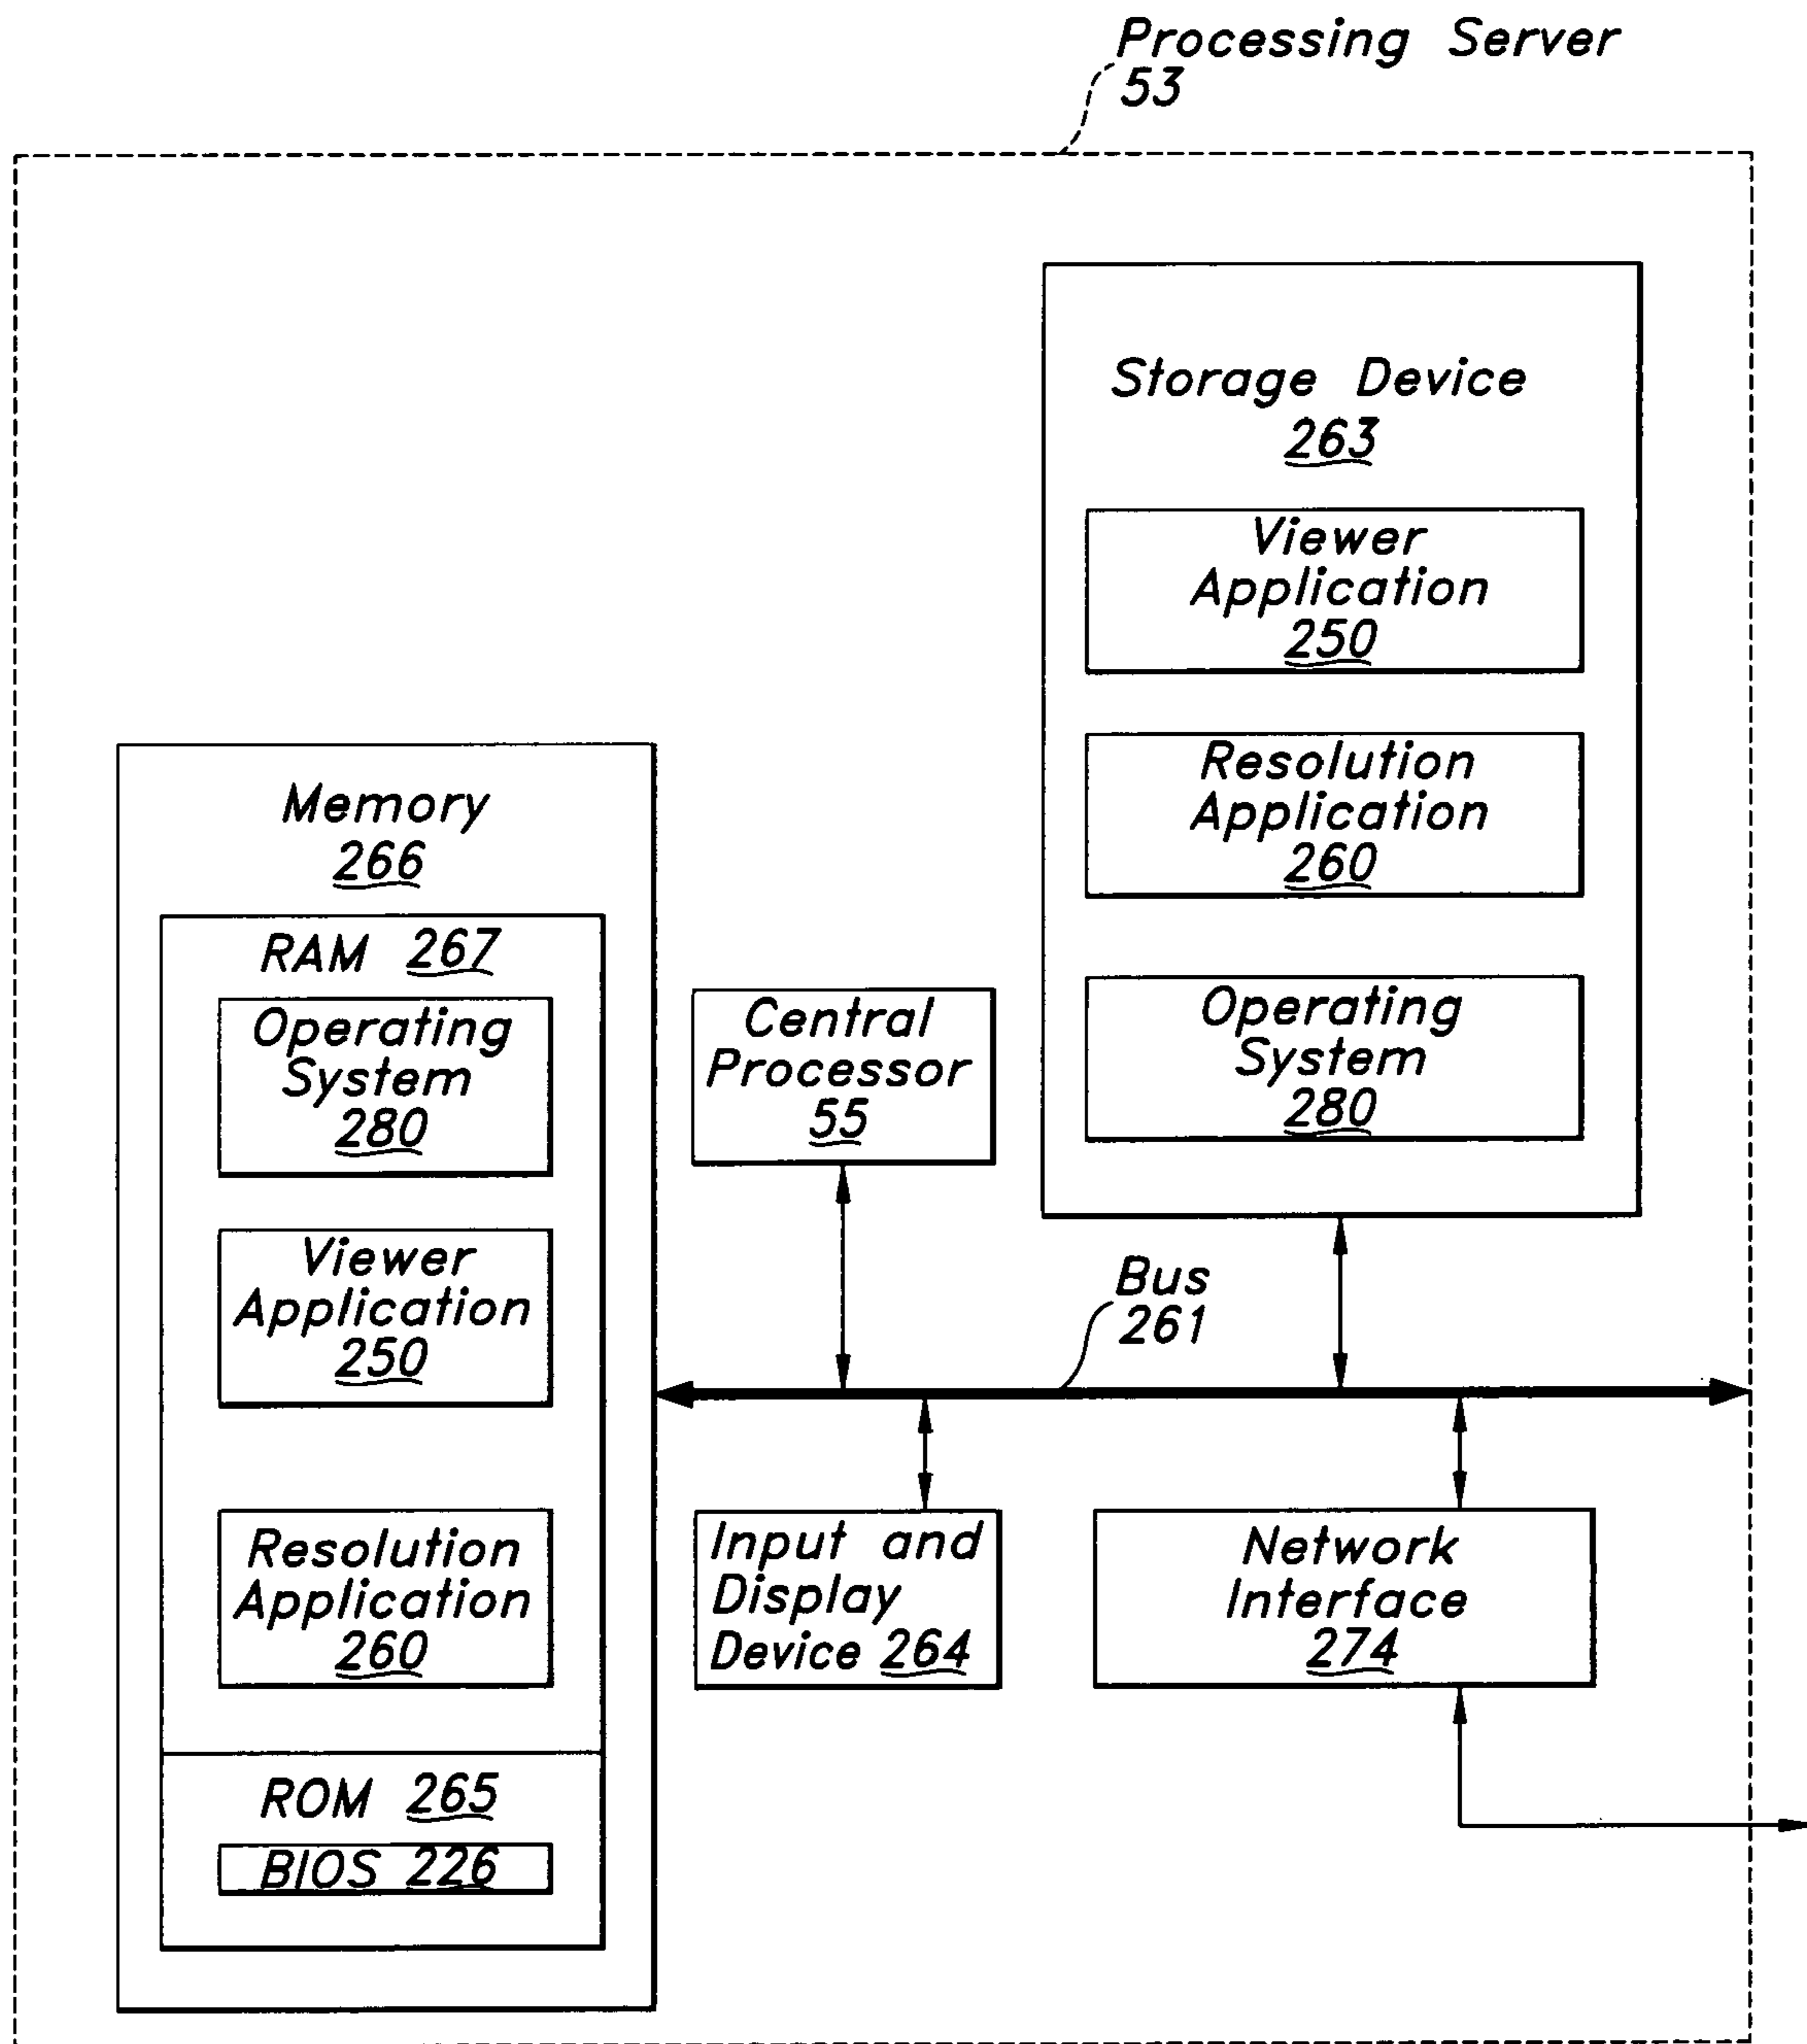 Processing Server
53
Storage Device
263
Viewer
Application
250
Resolution
Application
260
Operating
System
280
Memory
266
RAM 267
Operating
System
280
Viewer
Application
250
Resolution
Application
260
ROM 265
BIOS 226
Central
Processor
55
Bus
261
Input and
Display
Device 264
Network
Interface
274